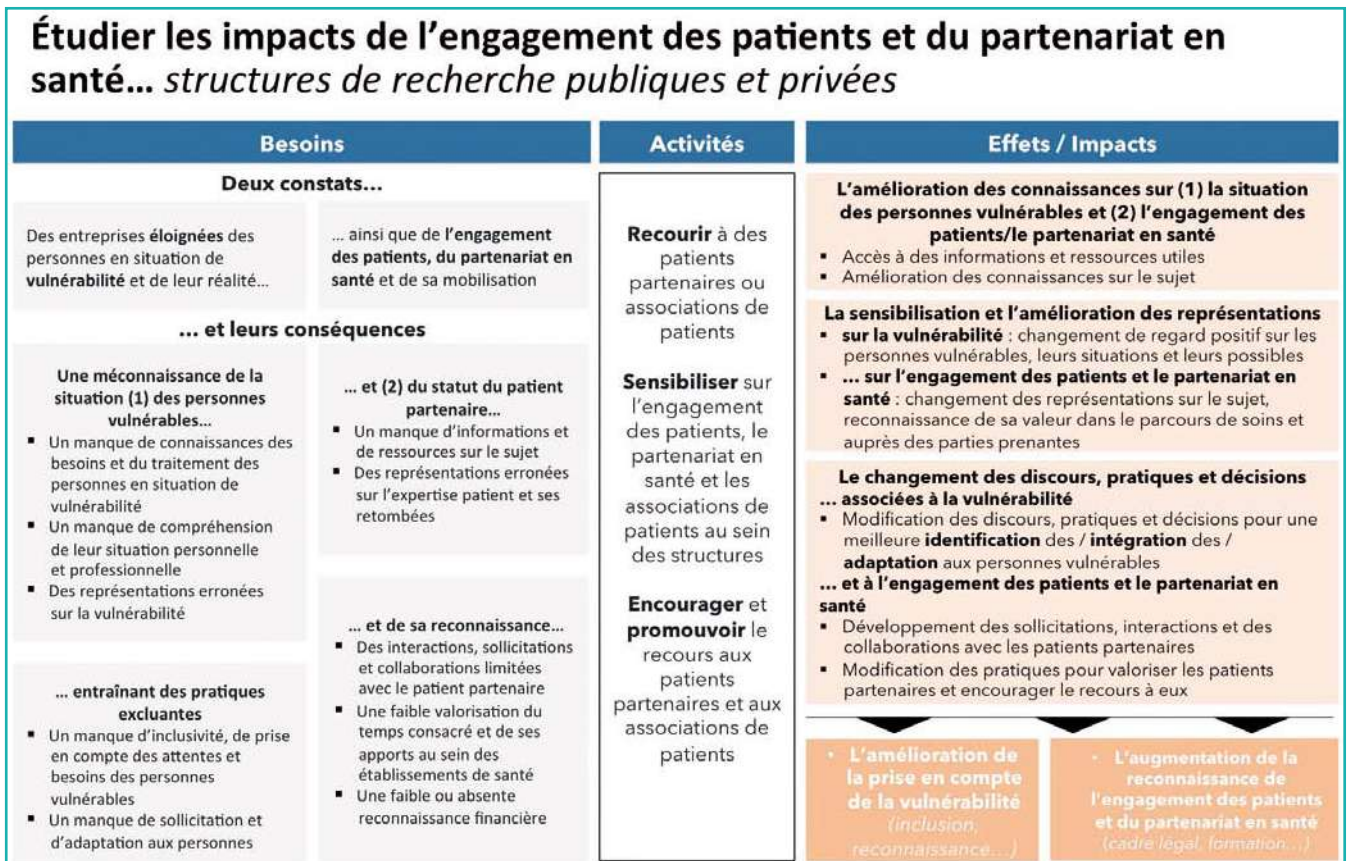 Étudier les impacts de l'engagement des patients et du partenariat en
santé... structures de recherche publiques et privées
Besoins
Deux constats...
Des entreprises éloignées des
personnes en situation de
vulnérabilité et de leur réalité...
... ainsi que de l'engagement
des patients, du partenariat en
santé et de sa mobilisation
... et leurs conséquences
Une méconnaissance de la
situation (1) des personnes
vulnérables...
▪ Un manque de connaissances des
besoins et du traitement des
personnes en situation de
vulnérabilité
▪ Un manque de compréhension
de leur situation personnelle
et professionnelle
▪ Des représentations erronées
sur la vulnérabilité
... et (2) du statut du patient
partenaire...
▪ Un manque d'informations et
de ressources sur le sujet
▪ Des représentations erronées
sur l'expertise patient et ses
retombées
... entraînant des pratiques
excluantes
▪ Un manque d'inclusivité, de prise
en compte des attentes et
besoins des personnes
vulnérables
▪ Un manque de sollicitation et
d'adaptation aux personnes
... et de sa reconnaissance...
▪ Des interactions, sollicitations
et collaborations limitées
avec le patient partenaire
▪ Une faible valorisation du
temps consacré et de ses
apports au sein des
établissements de santé
▪ Une faible ou absente
reconnaissance financière
Activités
Recourir à des
patients
partenaires ou
associations de
patients
Sensibiliser sur
l'engagement
des patients, le
partenariat en
santé et les
associations de
patients au sein
des structures
Encourager et
promouvoir le
recours aux
patients
partenaires et aux
associations de
patients
Effets / Impacts
L'amélioration des connaissances sur (1) la situation
des personnes vulnérables et (2) l'engagement des
patients/le partenariat en santé
▪ Accès à des informations et ressources utiles
▪ Amélioration des connaissances sur le sujet
La sensibilisation et l'amélioration des représentations
▪ sur la vulnérabilité : changement de regard positif sur les
personnes vulnérables, leurs situations et leurs possibles
▪ ... sur l'engagement des patients et le partenariat en
santé : changement des représentations sur le sujet,
reconnaissance de sa valeur dans le parcours de soins et
auprès des parties prenantes
Le changement des discours, pratiques et décisions
... associées à la vulnérabilité
▪ Modification des discours, pratiques et décisions pour une
meilleure identification des / intégration des /
adaptation aux personnes vulnérables
... et à l'engagement des patients et le partenariat en
santé
▪ Développement des sollicitations, interactions et des
collaborations avec les patients partenaires
▪ Modification des pratiques pour valoriser les patients
partenaires et encourager le recours à eux
• L'amélioration de
la prise en compte
de la vulnérabilité
(inclusion,
reconnaissance...)
• L'augmentation de la
reconnaissance de
l'engagement des patients
et du partenariat en santé
(cadre légal, formation...)